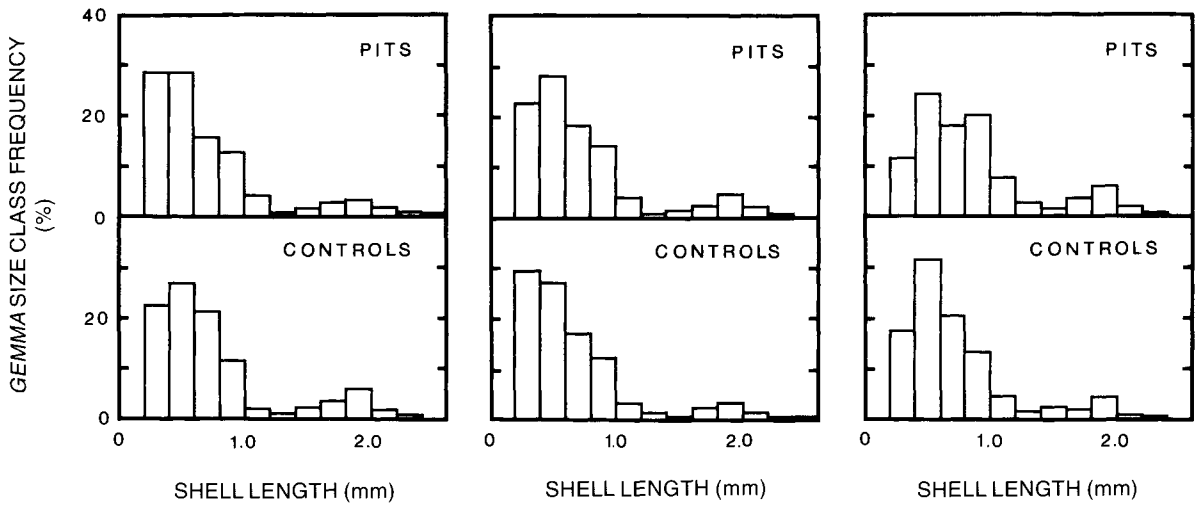 GEMMA SIZE CLASS FREQUENCY
(%)
40
20
0
20
0
PITS
PITS
PITS
CONTROLS
CONTROLS
CONTROLS
0 1.0 2.0
0 1.0 2.0
0 1.0 2.0
SHELL LENGTH (mm)
SHELL LENGTH (mm)
SHELL LENGTH (mm)